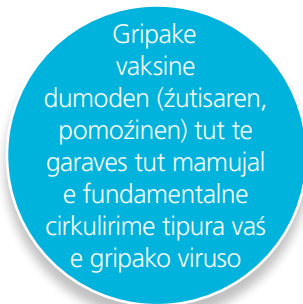 Gripake
vaksine
dumoden (źutisaren,
pomoźinen) tut te
garaves tut mamujal
e fundamentalne
cirkulirime tipura vaś
e gripako viruso